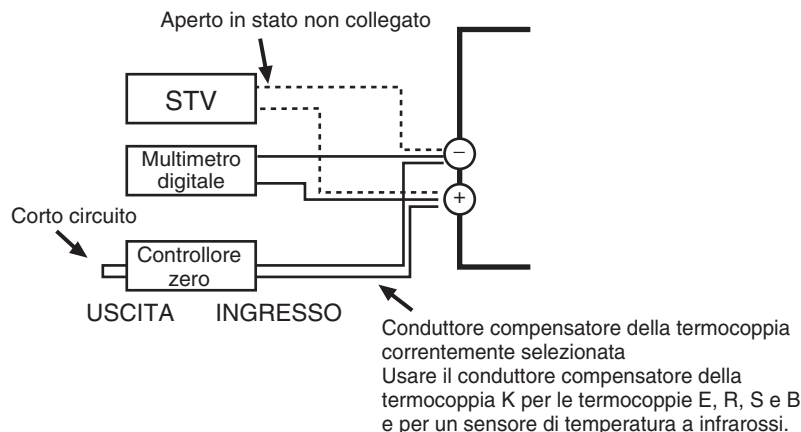 Aperto in stato non collegato
STV
Multimetro
digitale
−
+
Corto circuito
Controllore
zero
USCITA
INGRESSO
Conduttore compensatore della termocoppia
correntemente selezionata
Usare il conduttore compensatore della
termocoppia K per le termocoppie E, R, S e B
e per un sensore di temperatura a infrarossi.